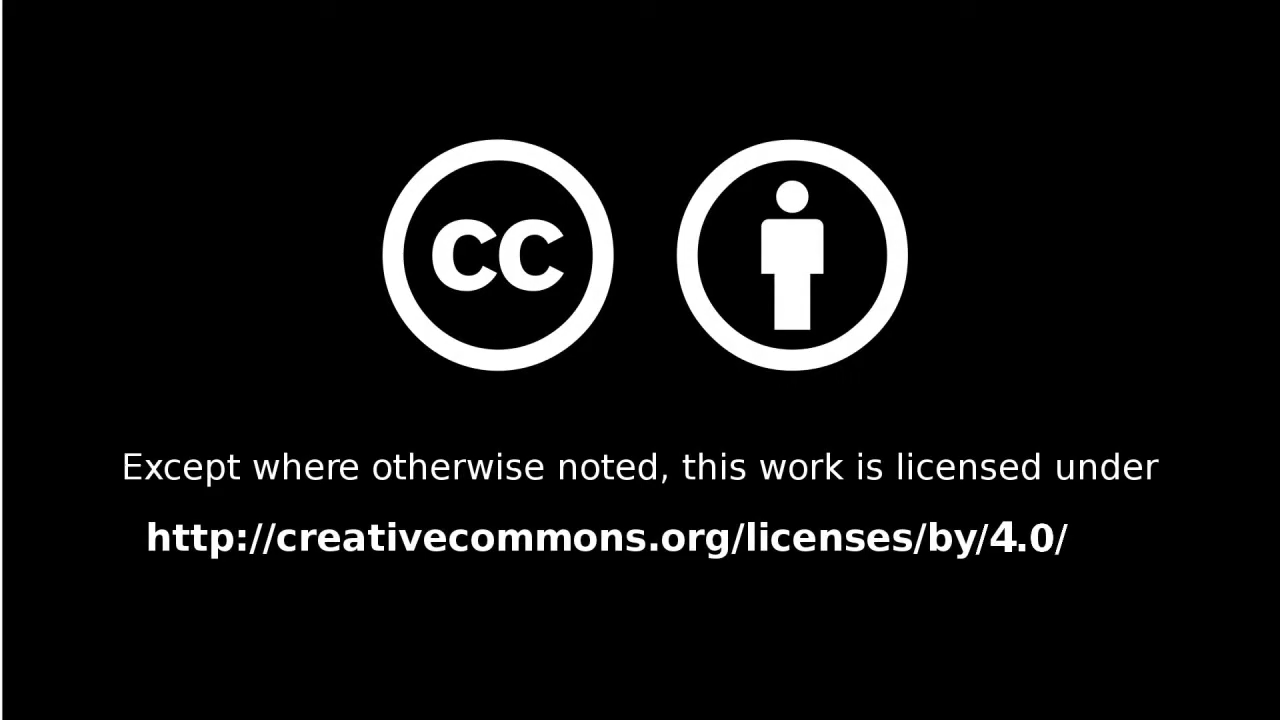 cc
Except where otherwise noted, this work is licensed under
http://creativecommons.org/licenses/by/4.0/